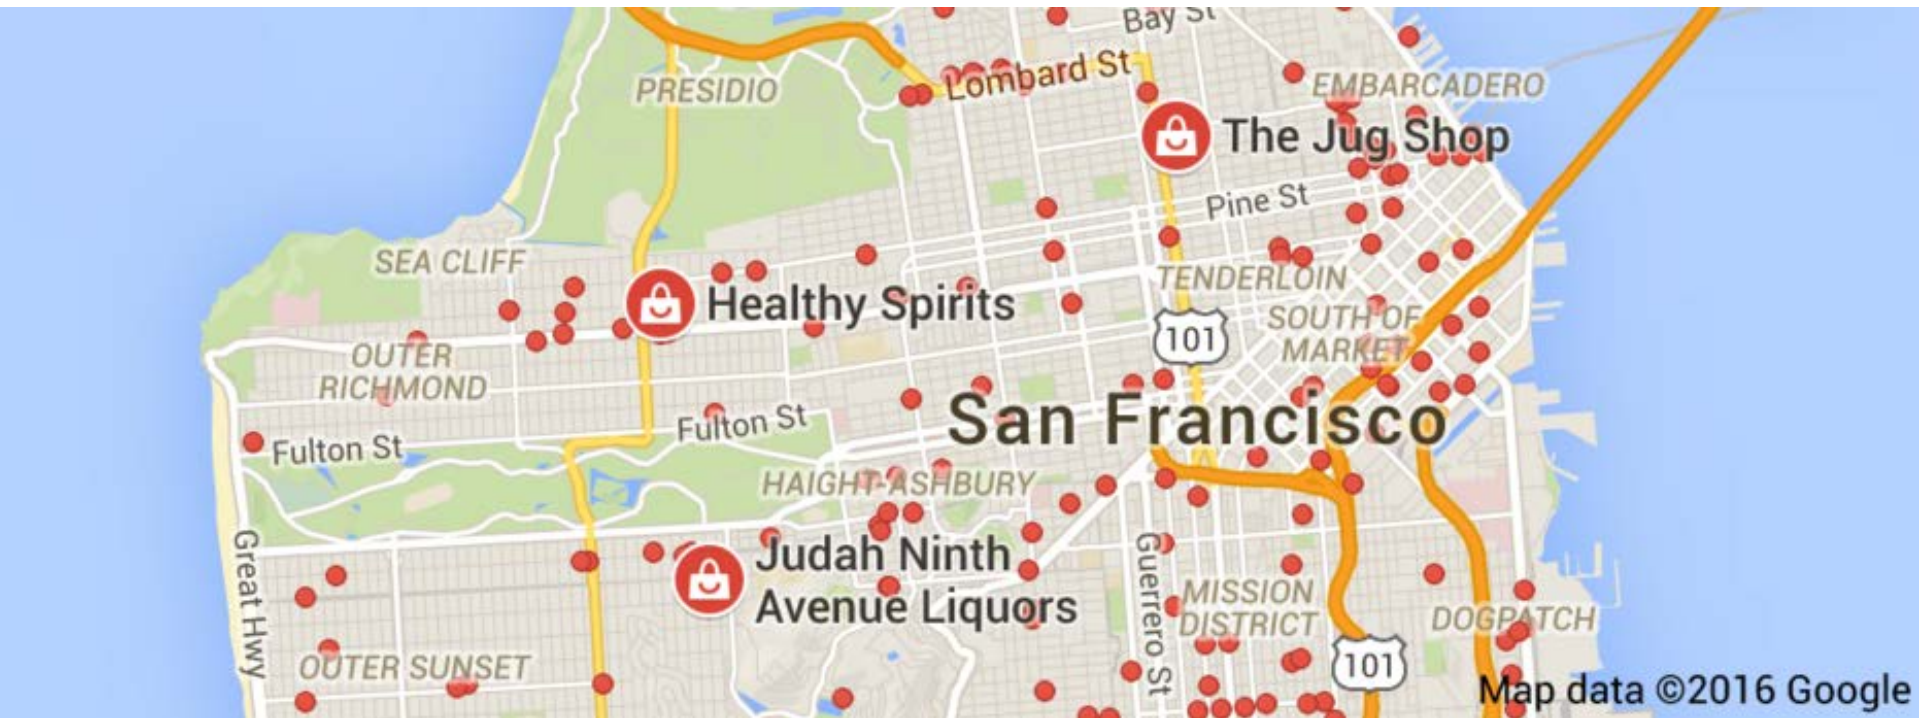 Bay St
Lombard St
PRESIDIO
EMBARCADERO
The Jug Shop
Pine St
SEA CLIFF
TENDERLOIN
Healthy Spirits
101
SOUTH OF
MARKET
OUTER
RICHMOND
San Francisco
Fulton St
Fulton St
HAIGHT-ASHBURY
Great Hwy
Judah Ninth
Avenue Liquors
Guerrero St
MISSION
DISTRICT
DOGPATCH
OUTER SUNSET
101
Map data ©2016 Google